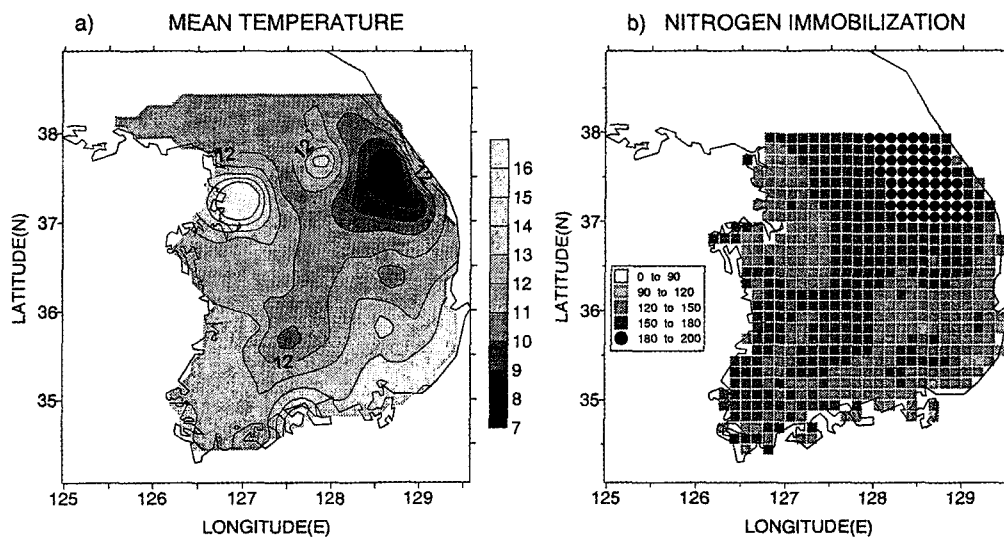 a) MEAN TEMPERATURE
b) NITROGEN IMMOBILIZATION
LATITUDE(N)
38
37
36
35
12
12
12
12
16
15
14
13
12
11
10
9
8
7
125
126
127
128
129
LONGITUDE(E)
LATITUDE(N)
38
37
36
35
0 to 90
90 to 120
120 to 150
150 to 180
180 to 200
125
126
127
128
129
LONGITUDE(E)